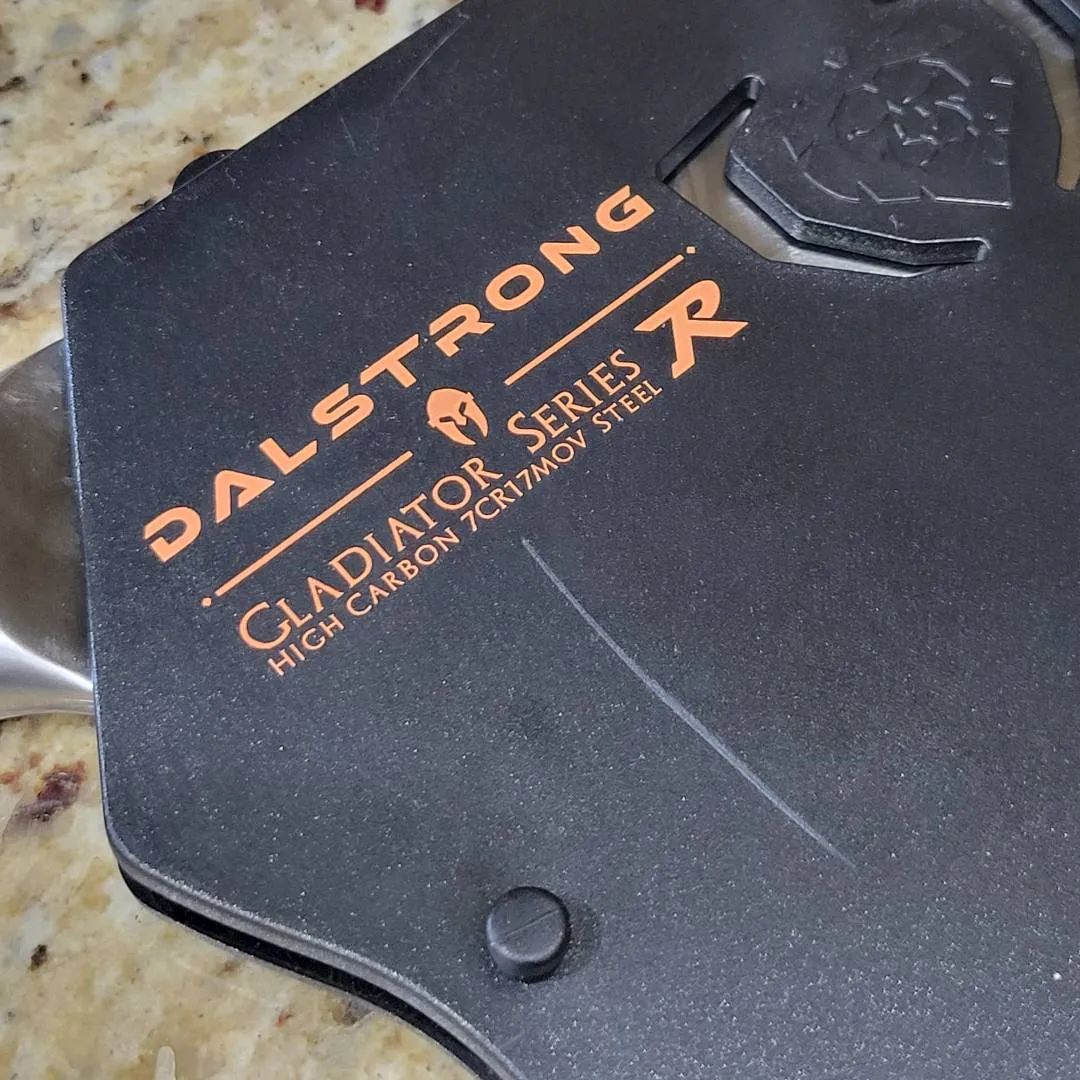 DALSTRONG
GLADIATOR SERIES R
HIGH CARBON 7CR17MOV STEEL